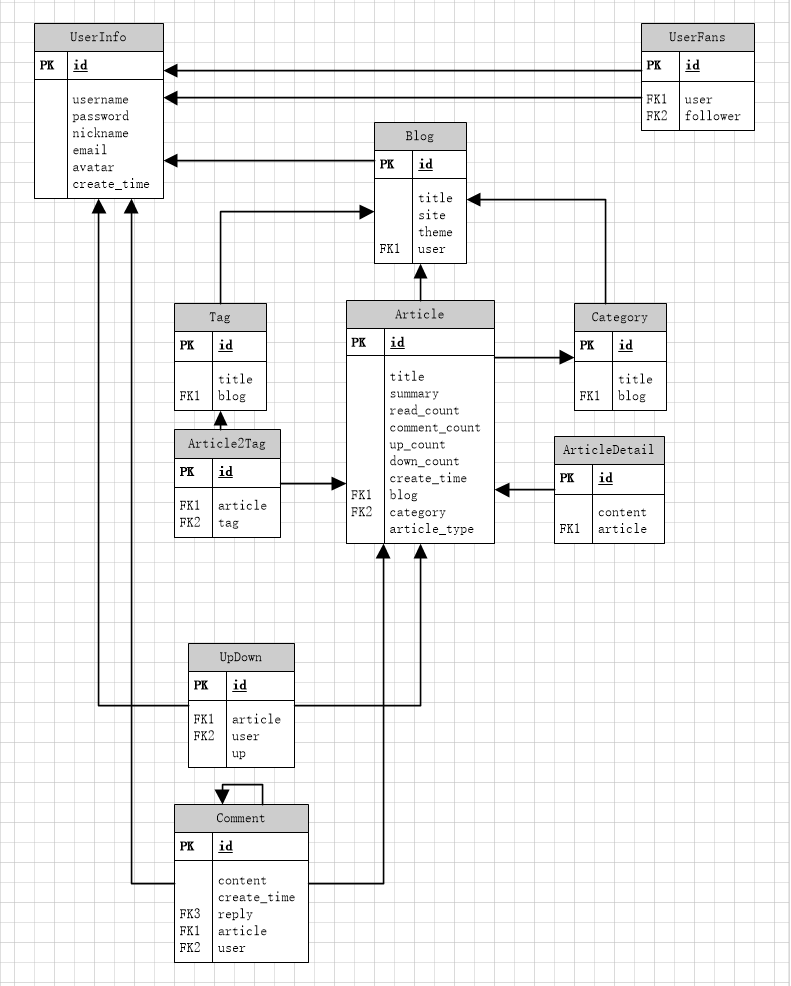 UserInfo
PK id
username
password
nickname
email
avatar
create_time
UserFans
PK id
FK1 user
FK2 follower
Blog
PK id
title
site
theme
FK1 user
Tag
PK id
title
FK1 blog
Article
PK id
title
summary
read_count
comment_count
up_count
down_count
create_time
FK1 blog
FK2 category
article_type
Category
PK id
title
FK1 blog
Article2Tag
PK id
FK1 article
FK2 tag
ArticleDetail
PK id
content
FK1 article
UpDown
PK id
FK1 article
FK2 user
up
Comment
PK id
content
create_time
FK3 reply
FK1 article
FK2 user